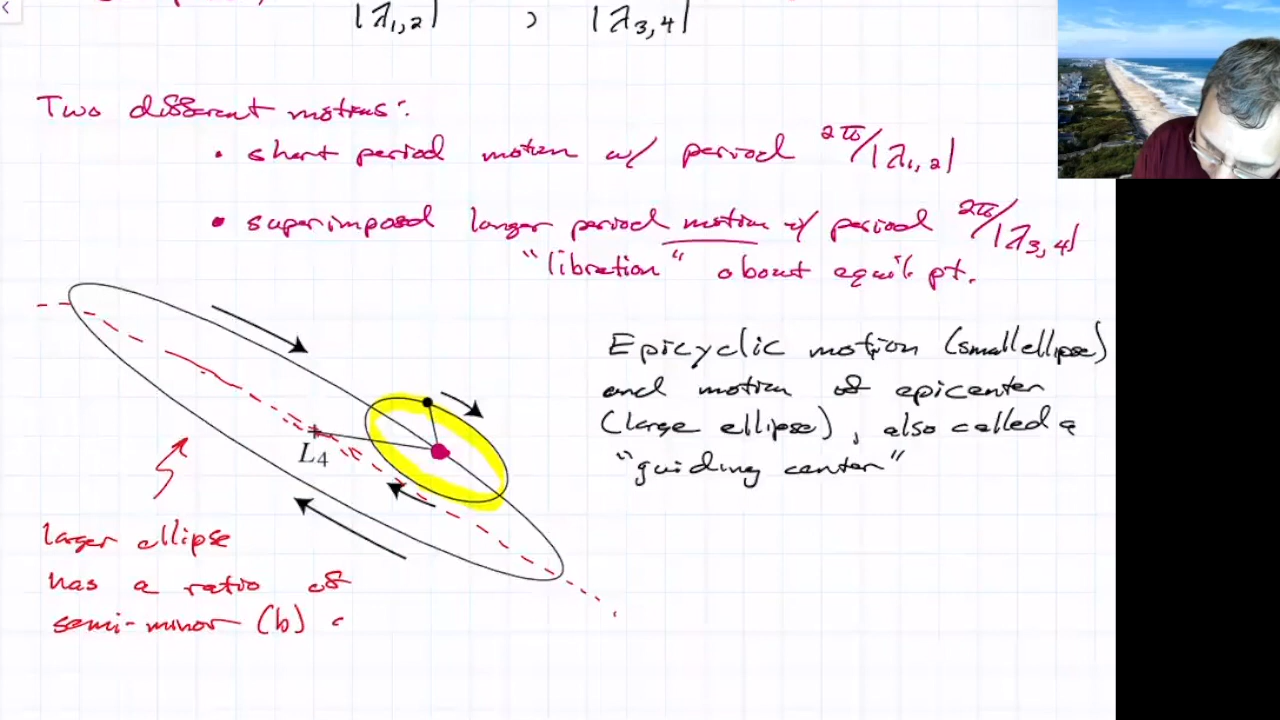 |λ1,2| , |λ3,4|
Two different motions:
• short period motion w/ period 2π/|λ1,2|
• superimposed longer period motion w/ period 2π/|λ3,4|
"libration" about equil. pt.
Epicyclic motion (small ellipse)
and motion of epicenter
(large ellipse), also called a
"guiding center"
L4
larger ellipse
has a ratio of
semi-minor (b)